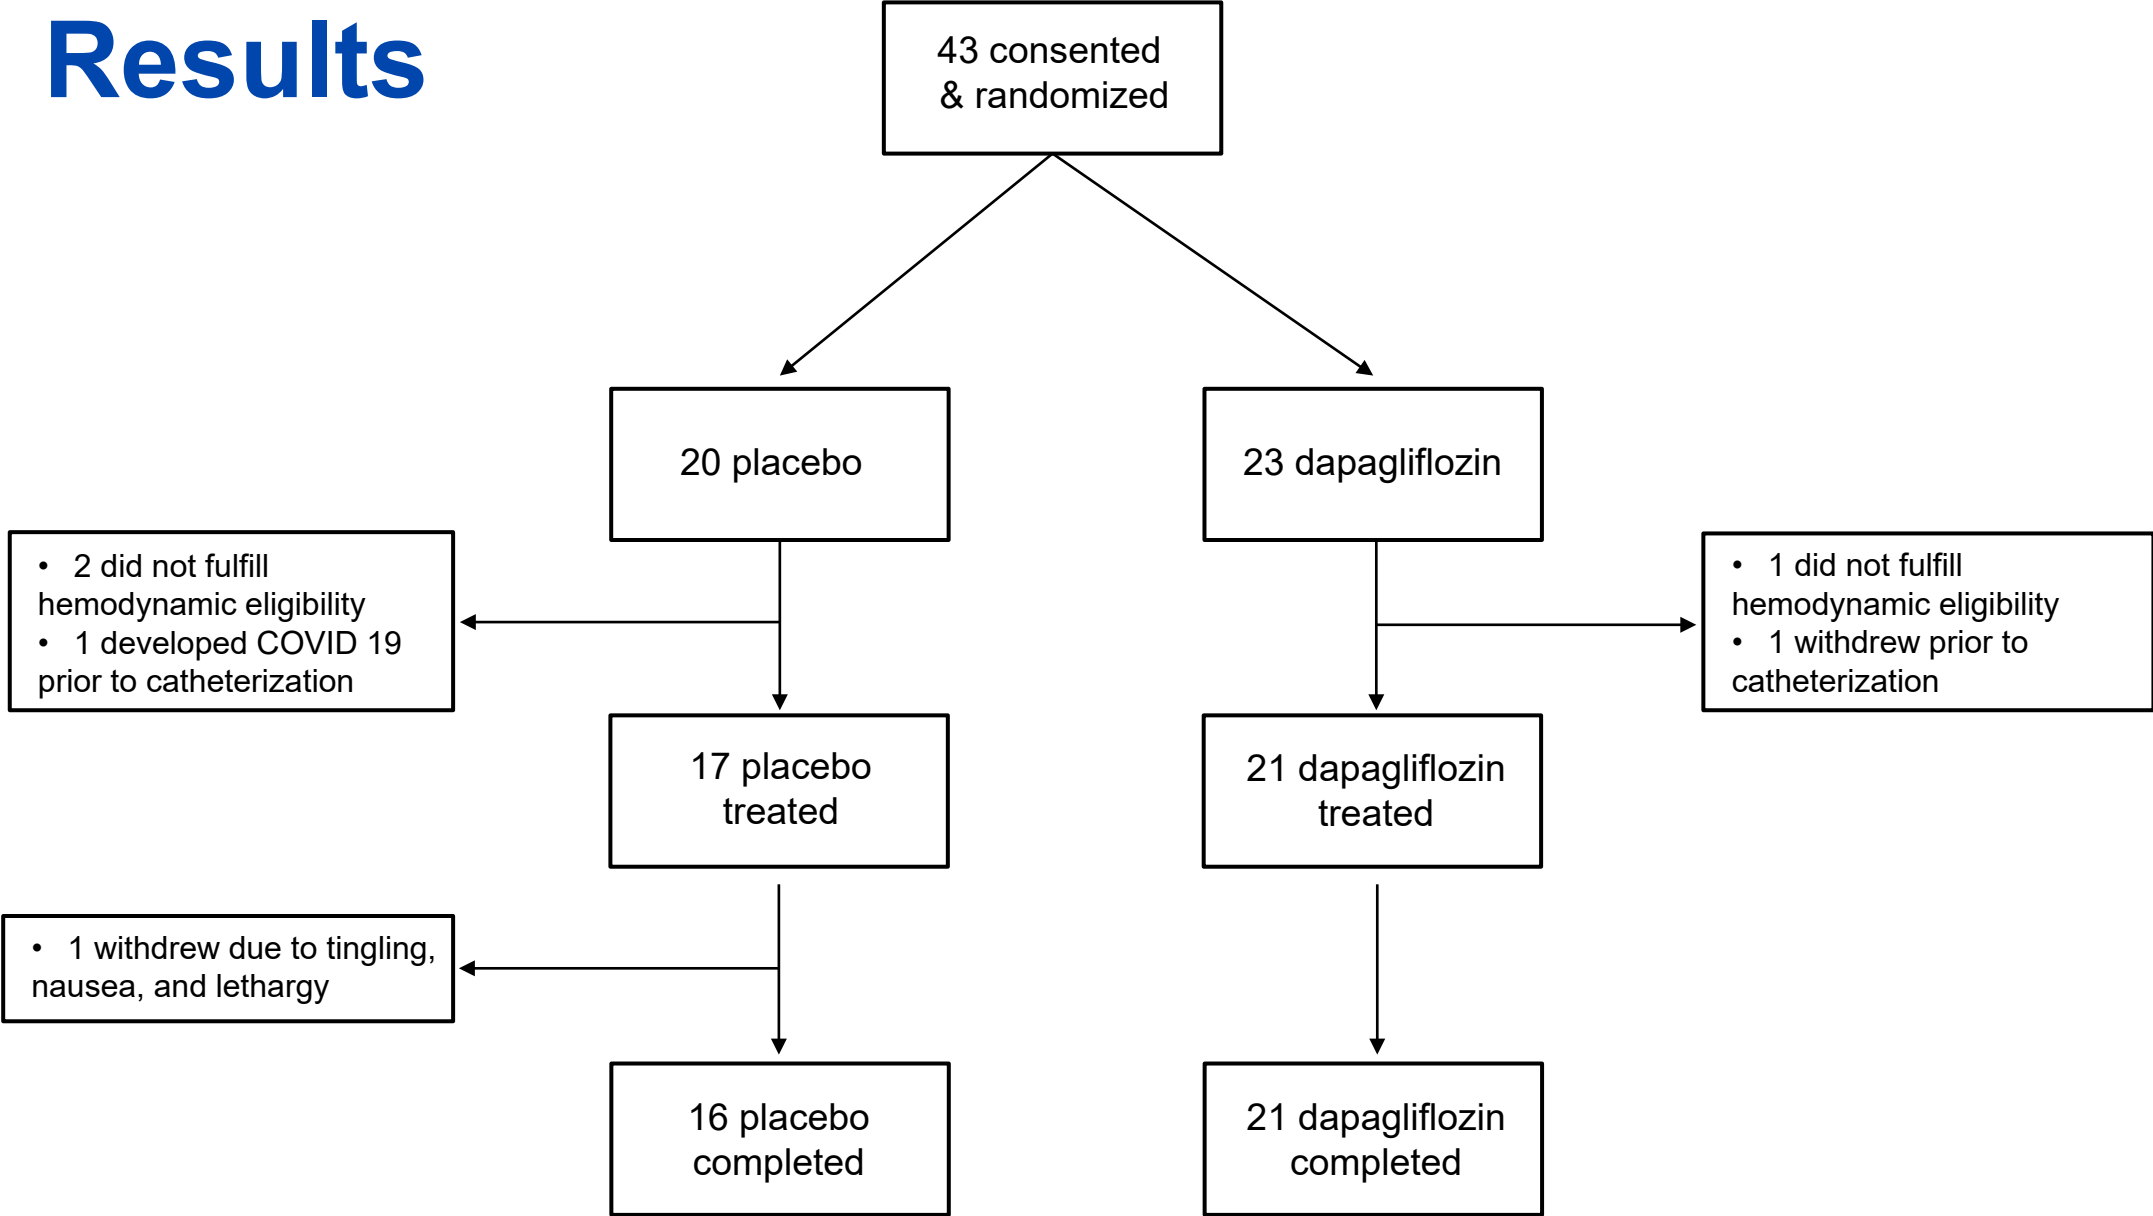 Results
43 consented
& randomized
20 placebo
23 dapagliflozin
• 2 did not fulfill
hemodynamic eligibility
• 1 developed COVID 19
prior to catheterization
• 1 did not fulfill
hemodynamic eligibility
• 1 withdrew prior to
catheterization
17 placebo
treated
21 dapagliflozin
treated
• 1 withdrew due to tingling,
nausea, and lethargy
16 placebo
completed
21 dapagliflozin
completed